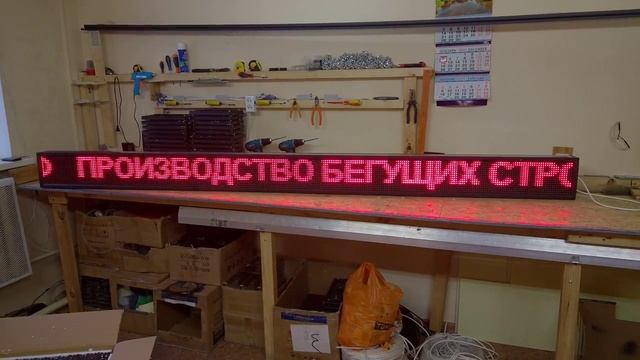 ПРОИЗВОДСТВО БЕГУЩИХ СТРО